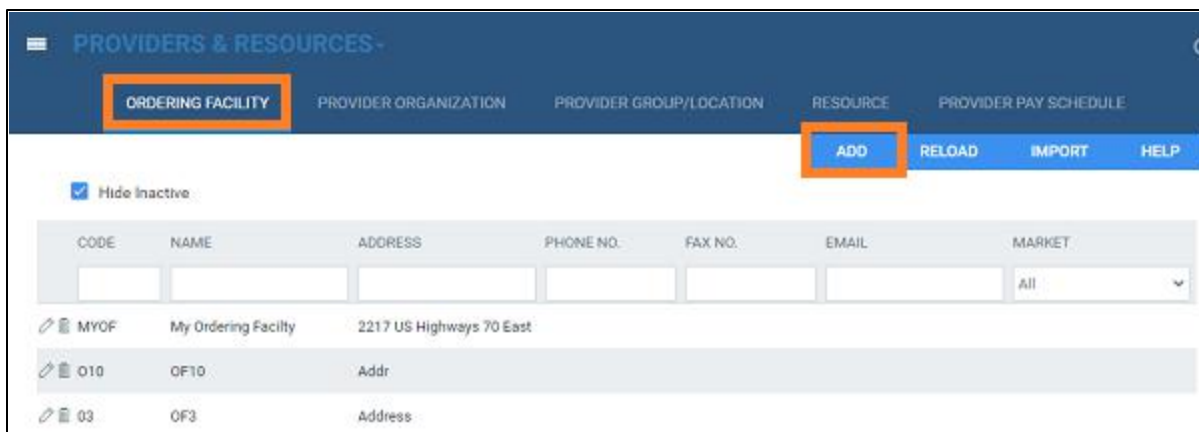 PROVIDERS & RESOURCES
ORDERING FACILITY PROVIDER ORGANIZATION PROVIDER GROUP/LOCATION RESOURCE PROVIDER PAY SCHEDULE
ADD RELOAD IMPORT HELP
Hide Inactive
CODE NAME ADDRESS PHONE NO. FAX NO. EMAIL MARKET
All
MYOF My Ordering Facilty 2217 US Highways 70 East
O10 OF10 Addr
03 OF3 Address